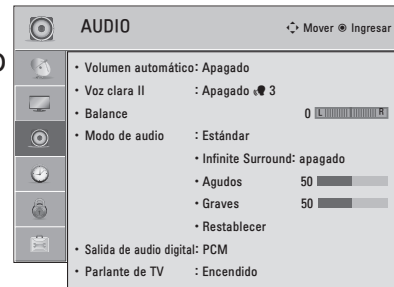 AUDIO Mover Ingresar
• Volumen automático: Apagado
• Voz clara II : Apagado 3
• Balance 0 L R
• Modo de audio : Estándar
• Infinite Surround: apagado
• Agudos 50
• Graves 50
• Restablecer
• Salida de audio digital: PCM
• Parlante de TV : Encendido